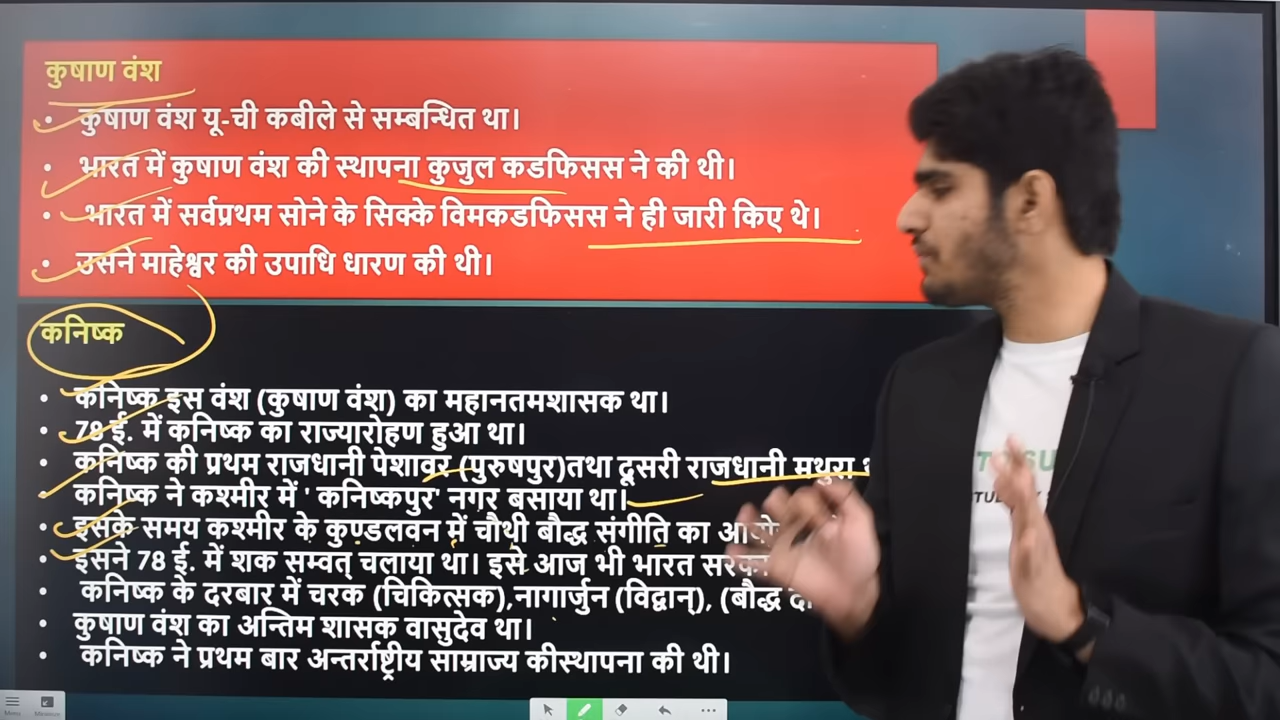 कुषाण वंश
• कुषाण वंश यू-ची कबीले से सम्बन्धित था।
• भारत में कुषाण वंश की स्थापना कुजुल कडफिसस ने की थी।
• भारत में सर्वप्रथम सोने के सिक्के विमकडफिसस ने ही जारी किए थे।
• उसने माहेश्वर की उपाधि धारण की थी।
कनिष्क
• कनिष्क इस वंश (कुषाण वंश) का महानतमशासक था।
• 78 ई. में कनिष्क का राज्यारोहण हुआ था।
• कनिष्क की प्रथम राजधानी पेशावर (पुरुषपुर)तथा दूसरी राजधानी मथुरा
• कनिष्क ने कश्मीर में ' कनिष्कपुर' नगर बसाया था।
• इसके समय कश्मीर के कुण्डलवन में चौथी बौद्ध संगीति का
• इसने 78 ई. में शक सम्वत् चलाया था। इसे आज भी भारत
• कनिष्क के दरबार में चरक (चिकित्सक),नागार्जुन (विद्वान्), (बौद्ध
• कुषाण वंश का अन्तिम शासक वासुदेव था।
• कनिष्क ने प्रथम बार अन्तर्राष्ट्रीय साम्राज्य कीस्थापना की थी।